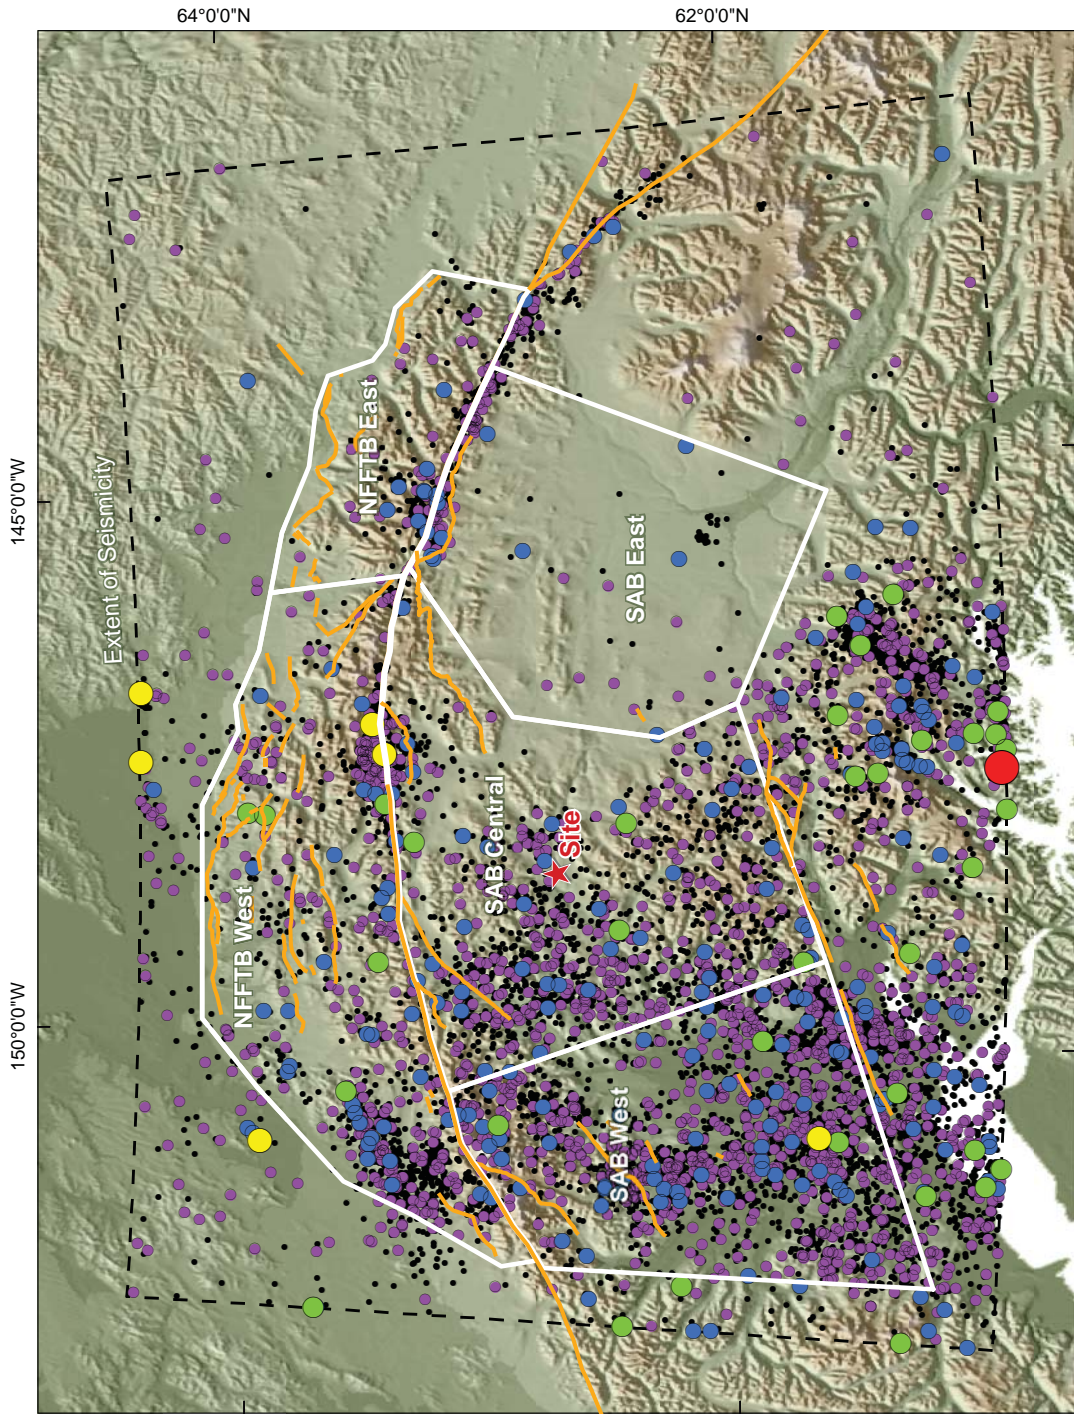 64°0'0"N
62°0'0"N
145°0'0"W
150°0'0"W
Extent of Seismicity
NFFTB East
SAB East
SAB Central
Site
NFFTB West
SAB West